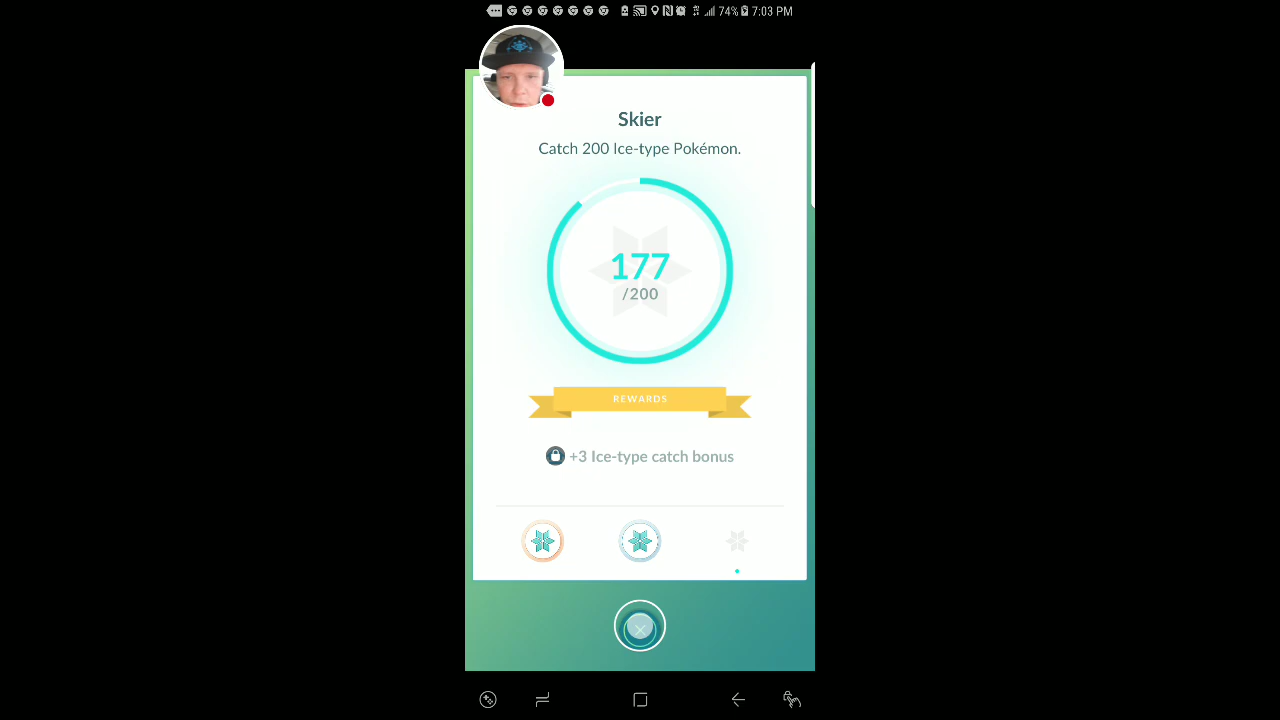 74% 7:03 PM
Skier
Catch 200 Ice-type Pokémon.
177
/200
REWARDS
+3 Ice-type catch bonus